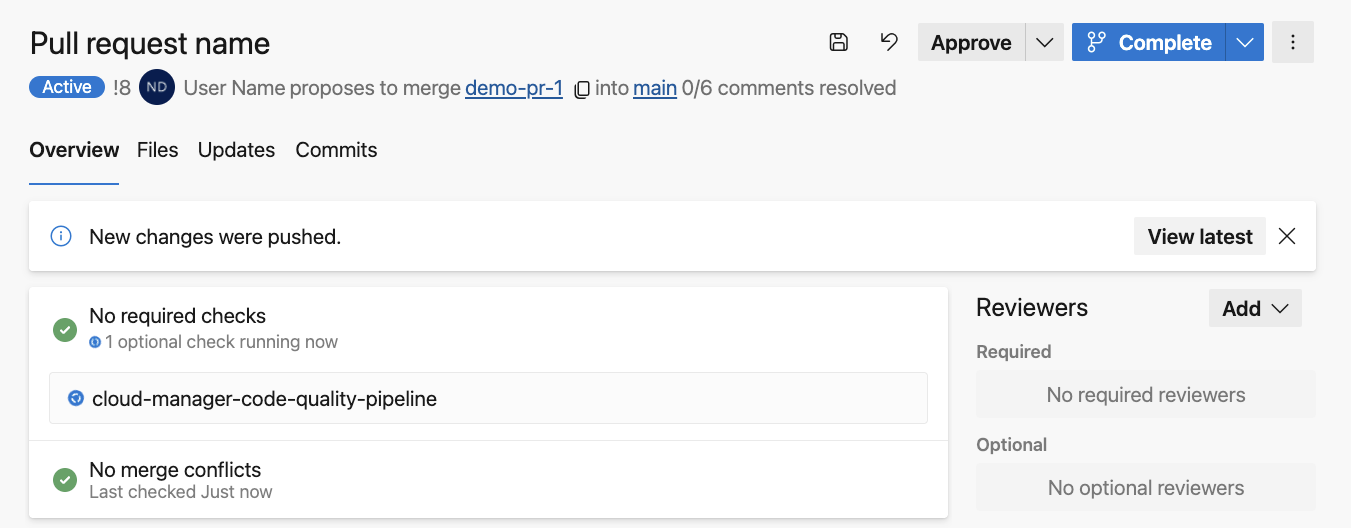 Pull request name
Approve
Complete
Active !8 ND User Name proposes to merge demo-pr-1 into main 0/6 comments resolved
Overview Files Updates Commits
New changes were pushed.
View latest
No required checks
1 optional check running now
cloud-manager-code-quality-pipeline
No merge conflicts
Last checked Just now
Reviewers
Add
Required
No required reviewers
Optional
No optional reviewers